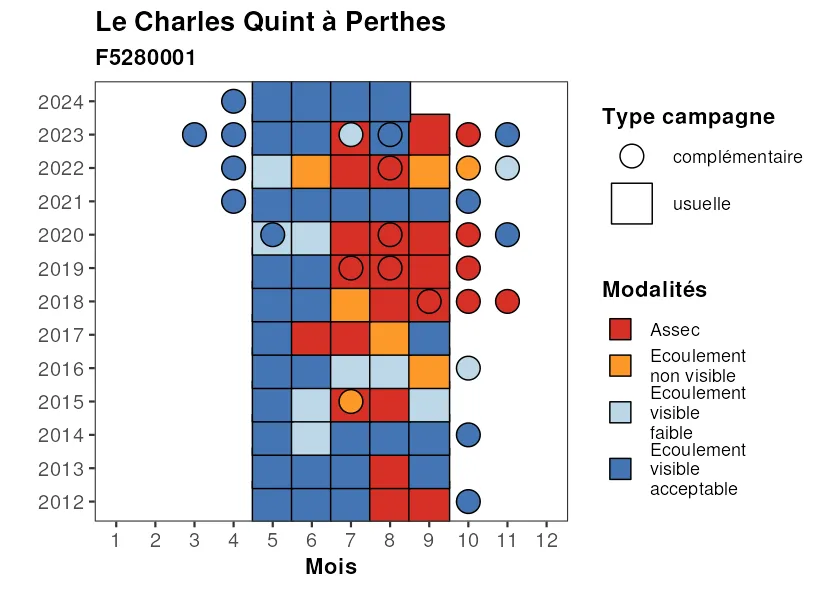 Le Charles Quint à Perthes
F5280001
2024
2023
2022
2021
2020
2019
2018
2017
2016
2015
2014
2013
2012
1 2 3 4 5 6 7 8 9 10 11 12
Mois
Type campagne
complémentaire
usuelle
Modalités
Assec
Ecoulement
non visible
Ecoulement
visible
faible
Ecoulement
visible
acceptable